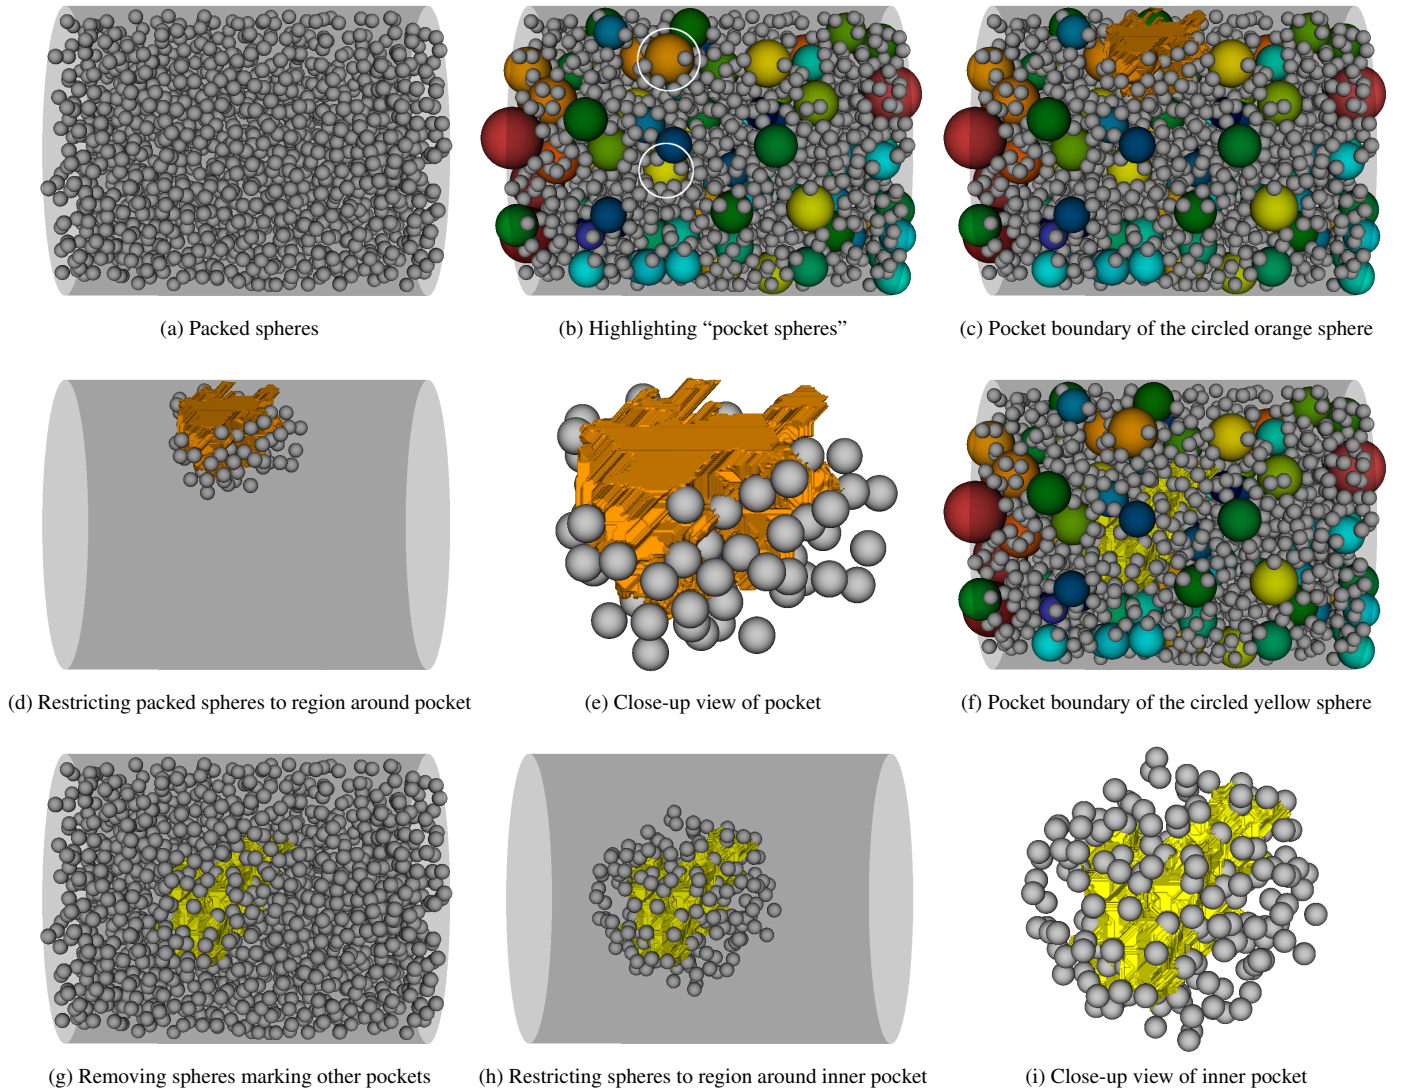 (a) Packed spheres
(b) Highlighting “pocket spheres”
(c) Pocket boundary of the circled orange sphere
(d) Restricting packed spheres to region around pocket
(e) Close-up view of pocket
(f) Pocket boundary of the circled yellow sphere
(g) Removing spheres marking other pockets
(h) Restricting spheres to region around inner pocket
(i) Close-up view of inner pocket